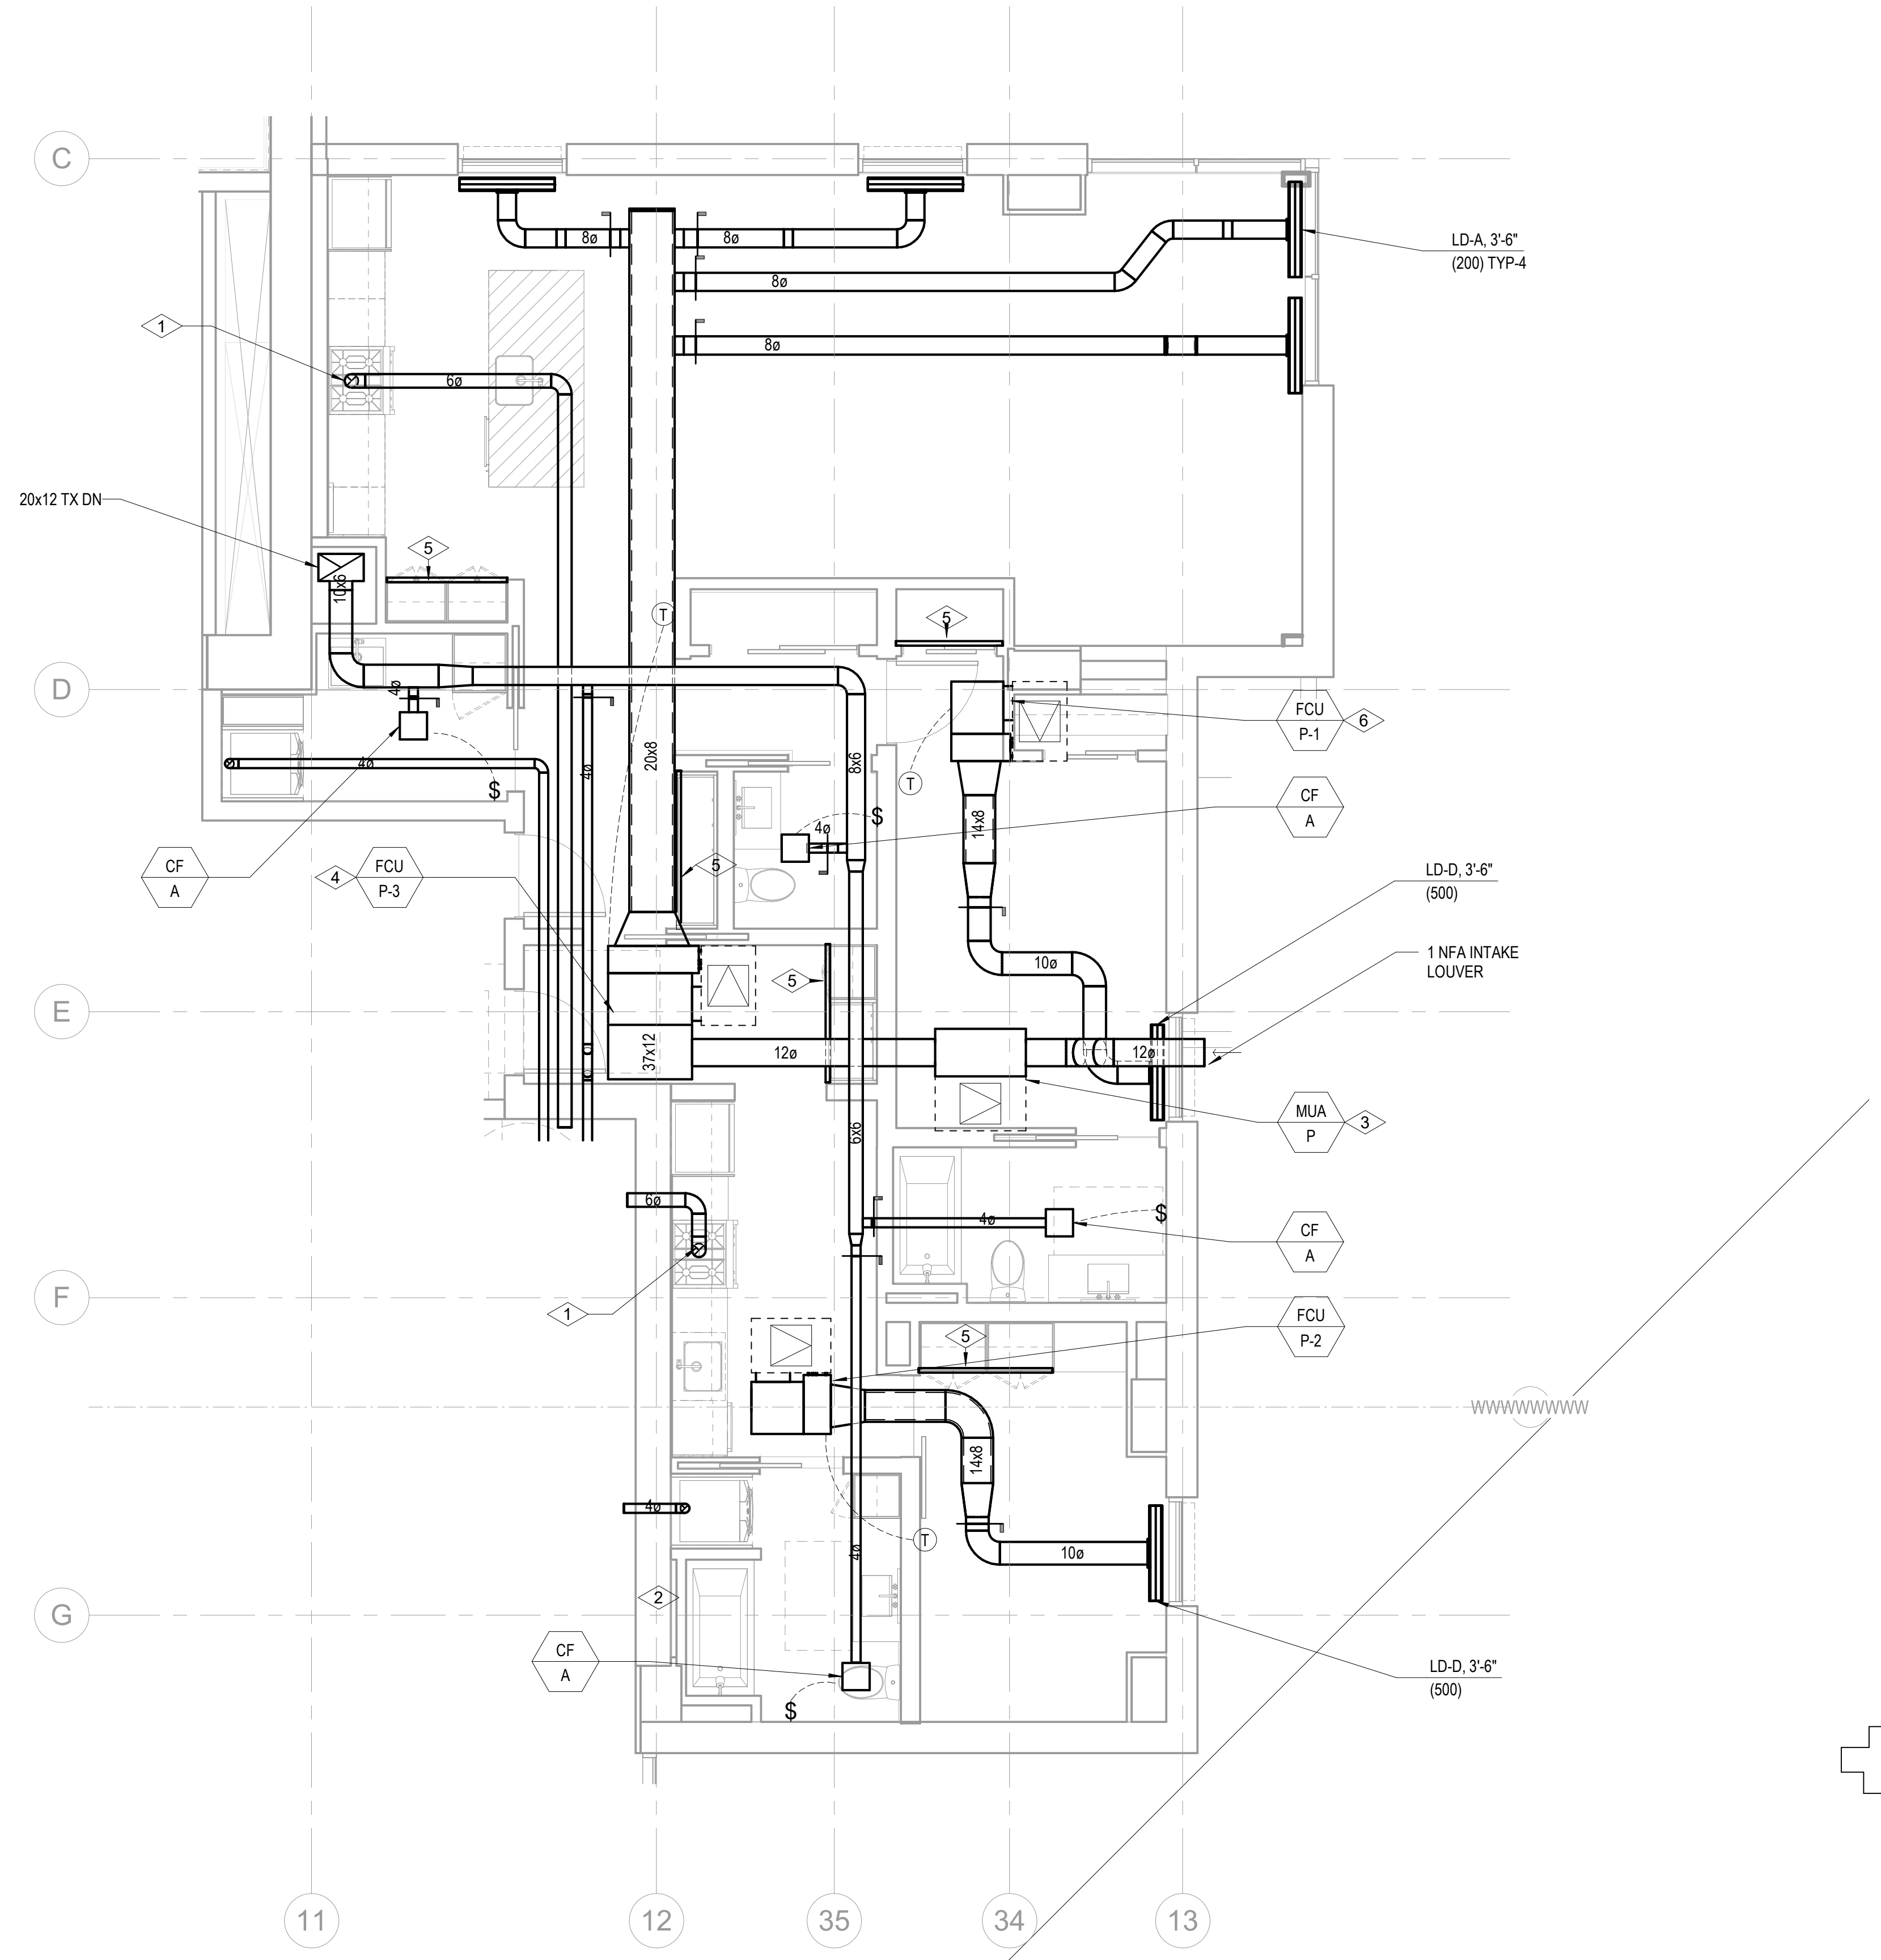 C
8ø
8ø
LD-A, 3'-6"
(200) TYP-4
8ø
1
8ø
6ø
20x12 TX DN
5
10x6
T
5
D
4ø
FCU
P-1
6
4ø
4ø
20x8
8x6
T
$
CF
A
$
4ø
14x8
CF
A
4
FCU
P-3
5
LD-D, 3'-6"
(500)
1 NFA INTAKE
LOUVER
10ø
5
E
37x12
12ø
12ø
MUA
P
3
6x6
6ø
4ø
$
CF
A
F
1
FCU
P-2
5
14x8
4ø
T
4ø
10ø
2
G
CF
A
LD-D, 3'-6"
(500)
$
11
12
35
34
13